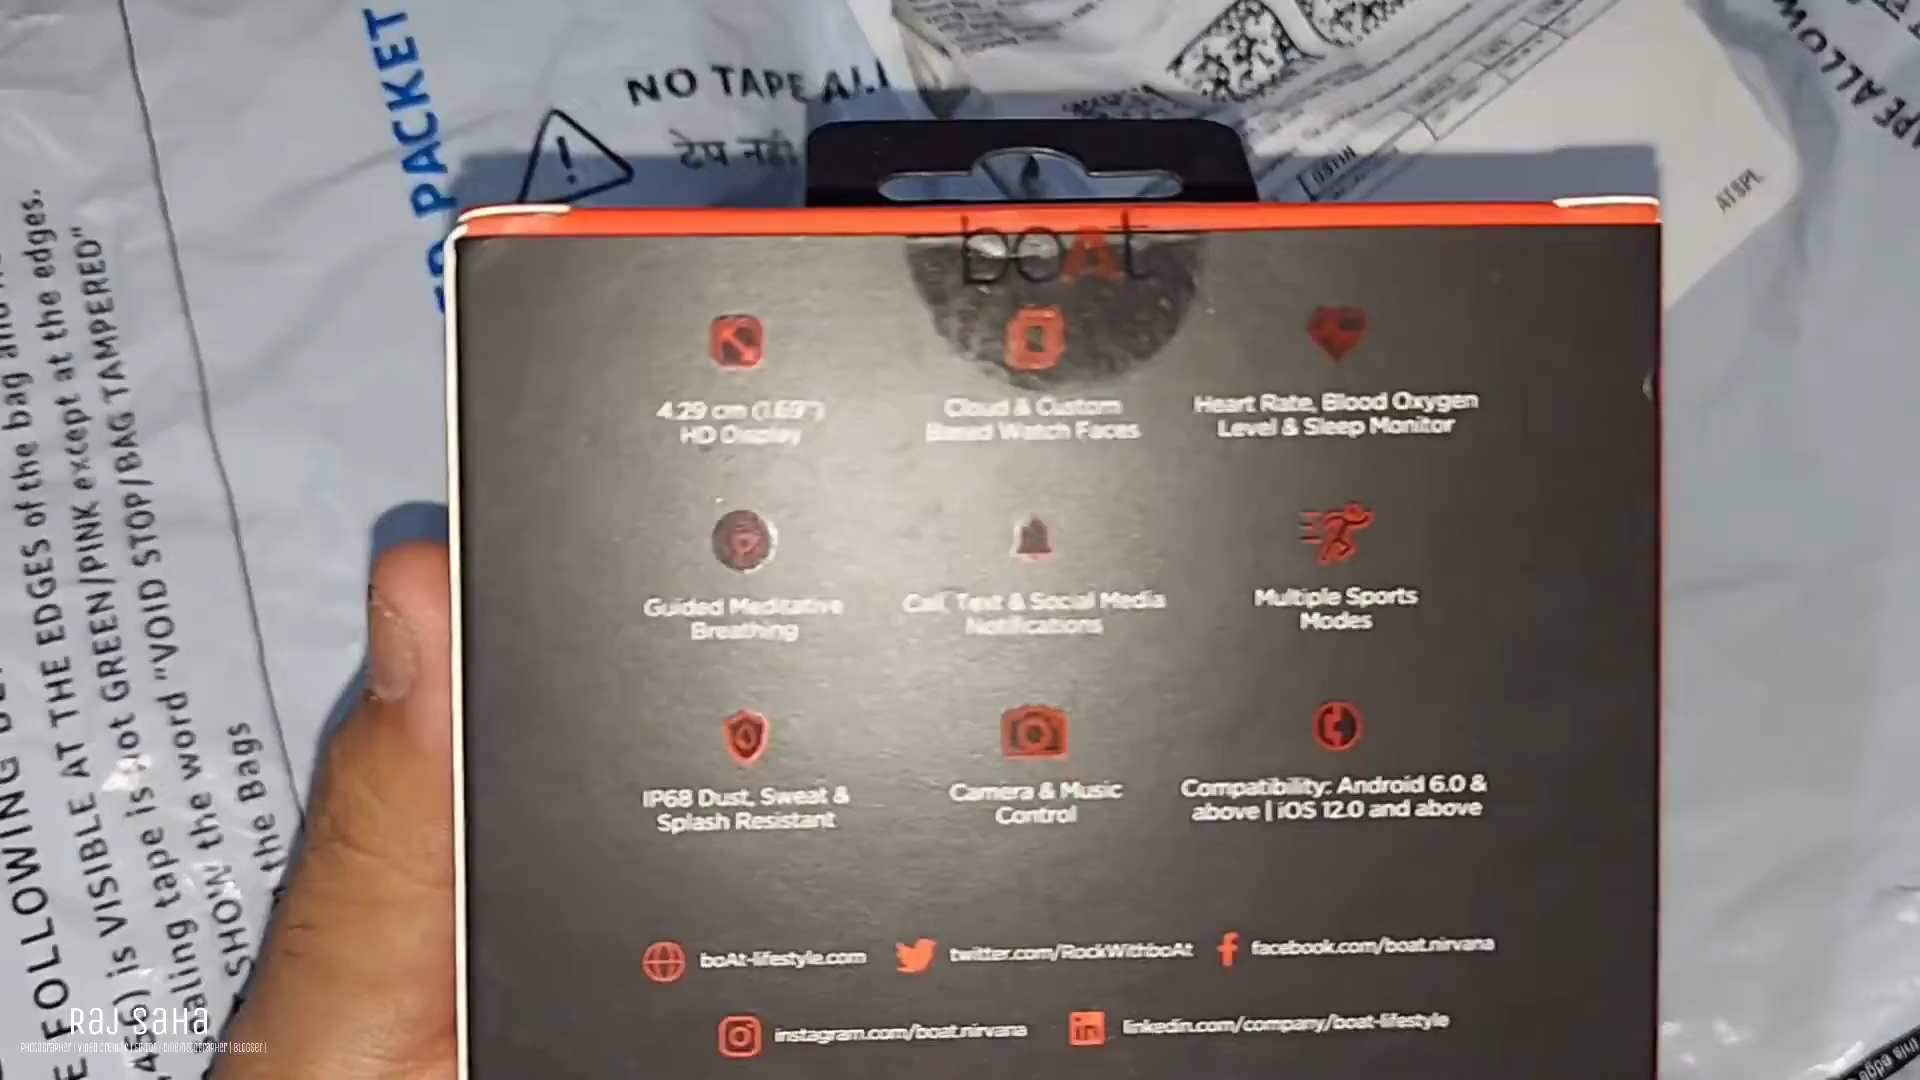 PACKET
NO TAPE ALL
टेप नहीं
boAt
4.29 cm (1.69")
HD Display
Cloud & Custom
Based Watch Faces
Heart Rate, Blood Oxygen
Level & Sleep Monitor
Guided Meditative
Breathing
Call, Text & Social Media
Notifications
Multiple Sports
Modes
IP68 Dust, Sweat &
Splash Resistant
Camera & Music
Control
Compatibility: Android 6.0 &
above | iOS 12.0 and above
boAt-lifestyle.com
twitter.com/RockWithboAt
facebook.com/boat.nirvana
instagram.com/boat.nirvana
linkedin.com/company/boat-lifestyle
E FOLLOWING
IS VISIBLE AT THE EDGES of the bag and
aling tape is not GREEN/PINK except at the edges.
SHOW the word "VOID STOP/BAG TAMPERED"
the Bags
APE ALLOW
ATSPL
Raj Saha